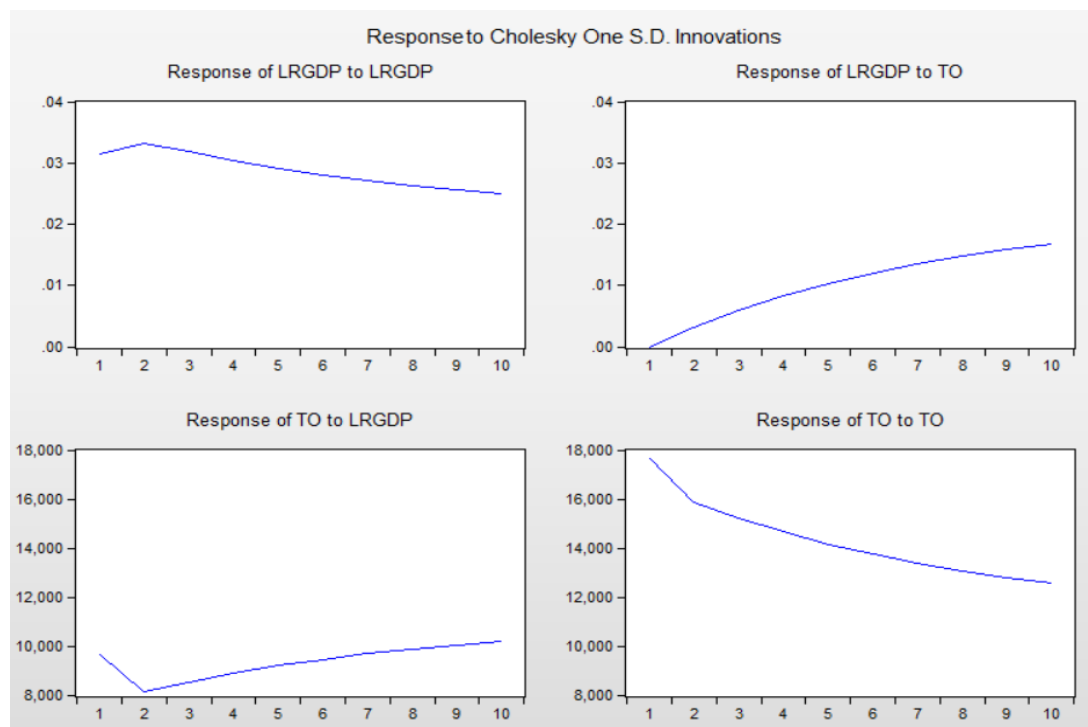 Response to Cholesky One S.D. Innovations
Response of LRGDP to LRGDP
.04
.03
.02
.01
.00
1 2 3 4 5 6 7 8 9 10
Response of LRGDP to TO
.04
.03
.02
.01
.00
1 2 3 4 5 6 7 8 9 10
Response of TO to LRGDP
18,000
16,000
14,000
12,000
10,000
8,000
1 2 3 4 5 6 7 8 9 10
Response of TO to TO
18,000
16,000
14,000
12,000
10,000
8,000
1 2 3 4 5 6 7 8 9 10